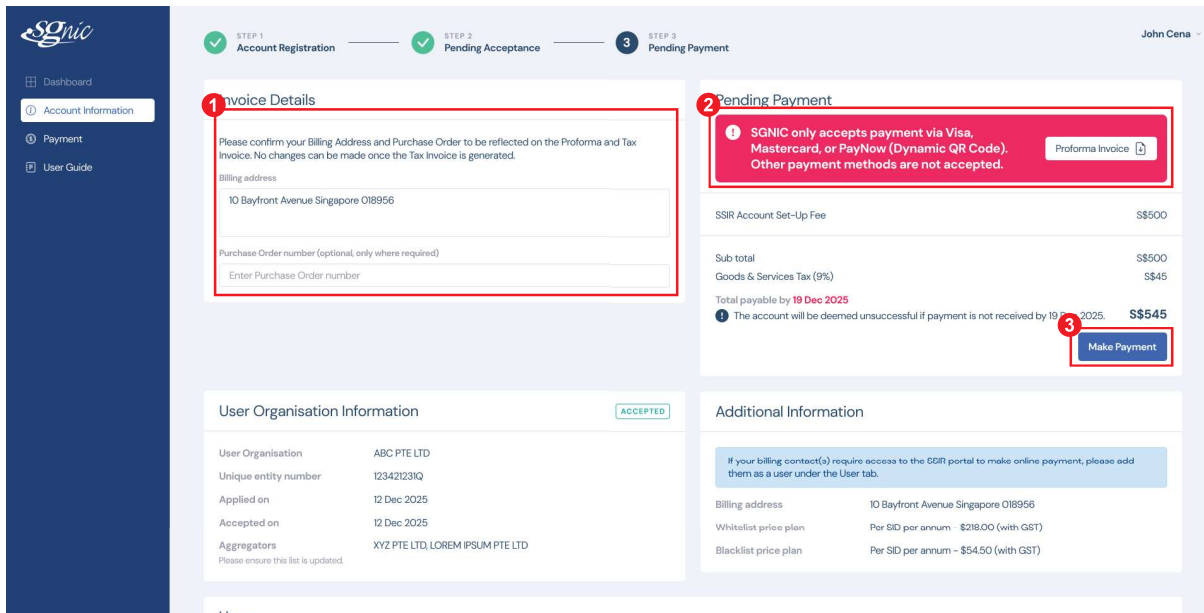 sgnic
STEP 1
Account Registration
STEP 2
Pending Acceptance
3
STEP 3
Pending Payment
John Cena
Dashboard
Account Information
Payment
User Guide
1
Invoice Details
Please confirm your Billing Address and Purchase Order to be reflected on the Proforma and Tax
Invoice. No changes can be made once the Tax Invoice is generated.
Billing address
10 Bayfront Avenue Singapore 018956
Purchase Order number (optional, only where required)
Enter Purchase Order number
2
Pending Payment
SGNIC only accepts payment via Visa,
Mastercard, or PayNow (Dynamic QR Code).
Other payment methods are not accepted.
Proforma Invoice
SSIR Account Set-Up Fee S$500
Sub total S$500
Goods & Services Tax (9%) S$45
Total payable by 19 Dec 2025
The account will be deemed unsuccessful if payment is not received by 19 Dec 2025. S$545
3
Make Payment
User Organisation Information
ACCEPTED
User Organisation ABC PTE LTD
Unique entity number 123421231Q
Applied on 12 Dec 2025
Accepted on 12 Dec 2025
Aggregators XYZ PTE LTD, LOREM IPSUM PTE LTD
Please ensure this list is updated.
Additional Information
If your billing contact(s) require access to the SSIR portal to make online payment, please add
them as a user under the User tab.
Billing address 10 Bayfront Avenue Singapore 018956
Whitelist price plan Per SID per annum - $218.00 (with GST)
Blacklist price plan Per SID per annum - $54.50 (with GST)